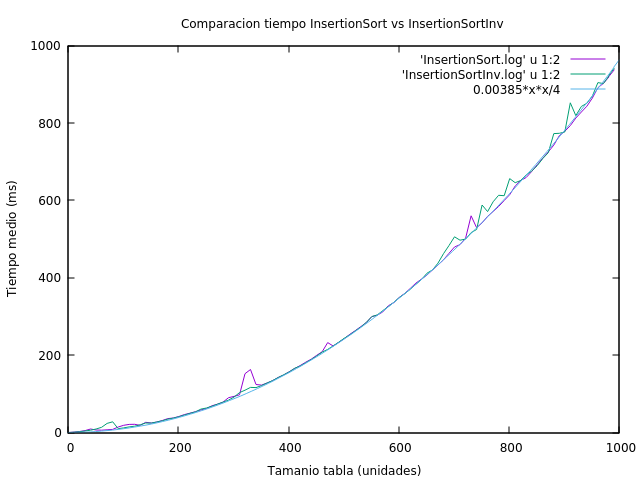 Comparacion tiempo InsertionSort vs InsertionSortInv
'InsertionSort.log' u 1:2
'InsertionSortInv.log' u 1:2
0.00385*x*x/4
Tiempo medio (ms)
1000
800
600
400
200
0
0 200 400 600 800 1000
Tamanio tabla (unidades)